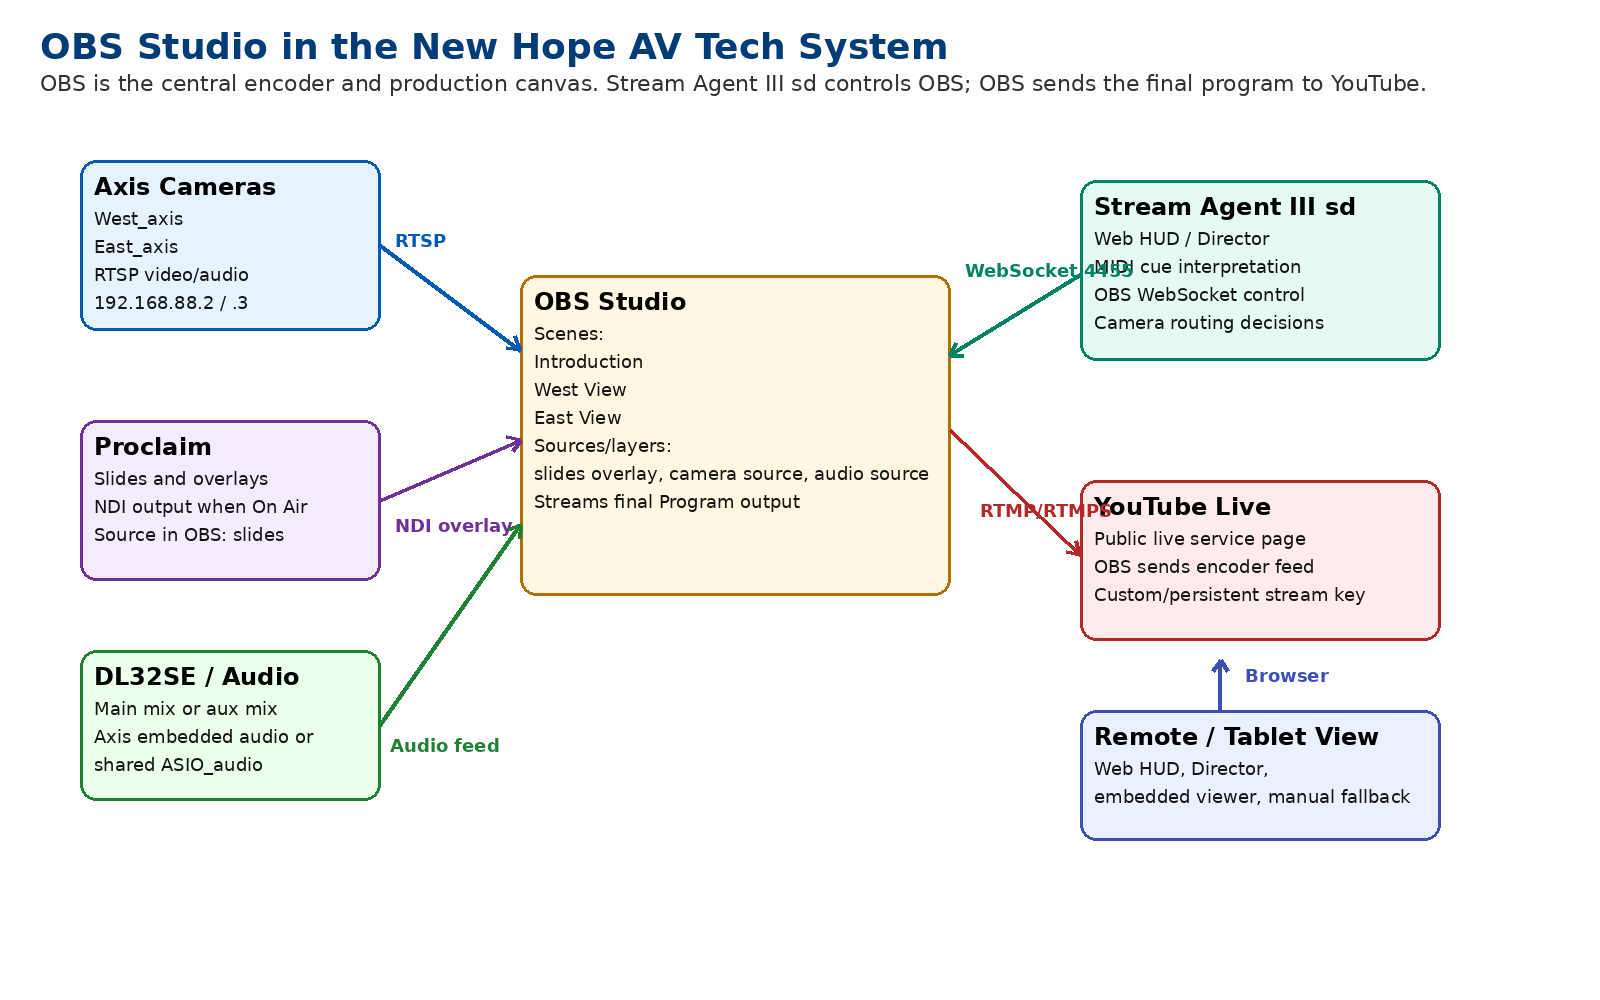 OBS Studio in the New Hope AV Tech System
OBS is the central encoder and production canvas. Stream Agent III sd controls OBS; OBS sends the final program to YouTube.
Axis Cameras
West_axis
East_axis
RTSP video/audio
192.168.88.2 / .3
RTSP
Proclaim
Slides and overlays
NDI output when On Air
Source in OBS: slides
NDI overlay
DL32SE / Audio
Main mix or aux mix
Axis embedded audio or
shared ASIO_audio
Audio feed
OBS Studio
Scenes:
Introduction
West View
East View
Sources/layers:
slides overlay, camera source, audio source
Streams final Program output
WebSocket 4455
Stream Agent III sd
Web HUD / Director
MIDI cue interpretation
OBS WebSocket control
Camera routing decisions
RTMP/RTMPS
YouTube Live
Public live service page
OBS sends encoder feed
Custom/persistent stream key
Browser
Remote / Tablet View
Web HUD, Director,
embedded viewer, manual fallback